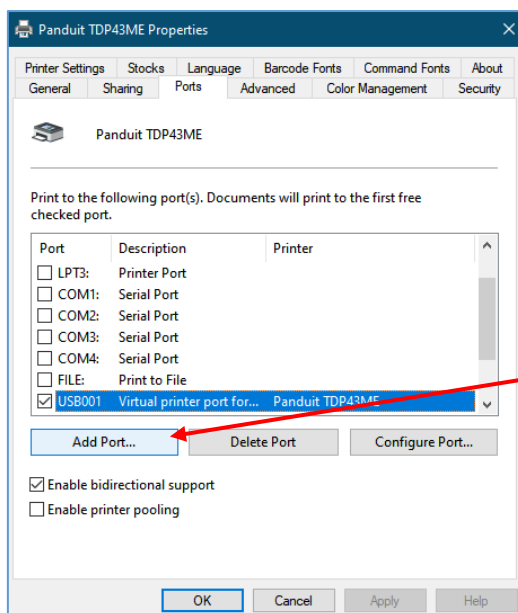 Panduit TDP43ME Properties
Printer Settings Stocks Language Barcode Fonts Command Fonts About
General Sharing Ports Advanced Color Management Security
Panduit TDP43ME
Print to the following port(s). Documents will print to the first free
checked port.
Port Description Printer
LPT3: Printer Port
COM1: Serial Port
COM2: Serial Port
COM3: Serial Port
COM4: Serial Port
FILE: Print to File
USB001 Virtual printer port for... Panduit TDP43ME
Add Port... Delete Port Configure Port...
Enable bidirectional support
Enable printer pooling
OK Cancel Apply Help